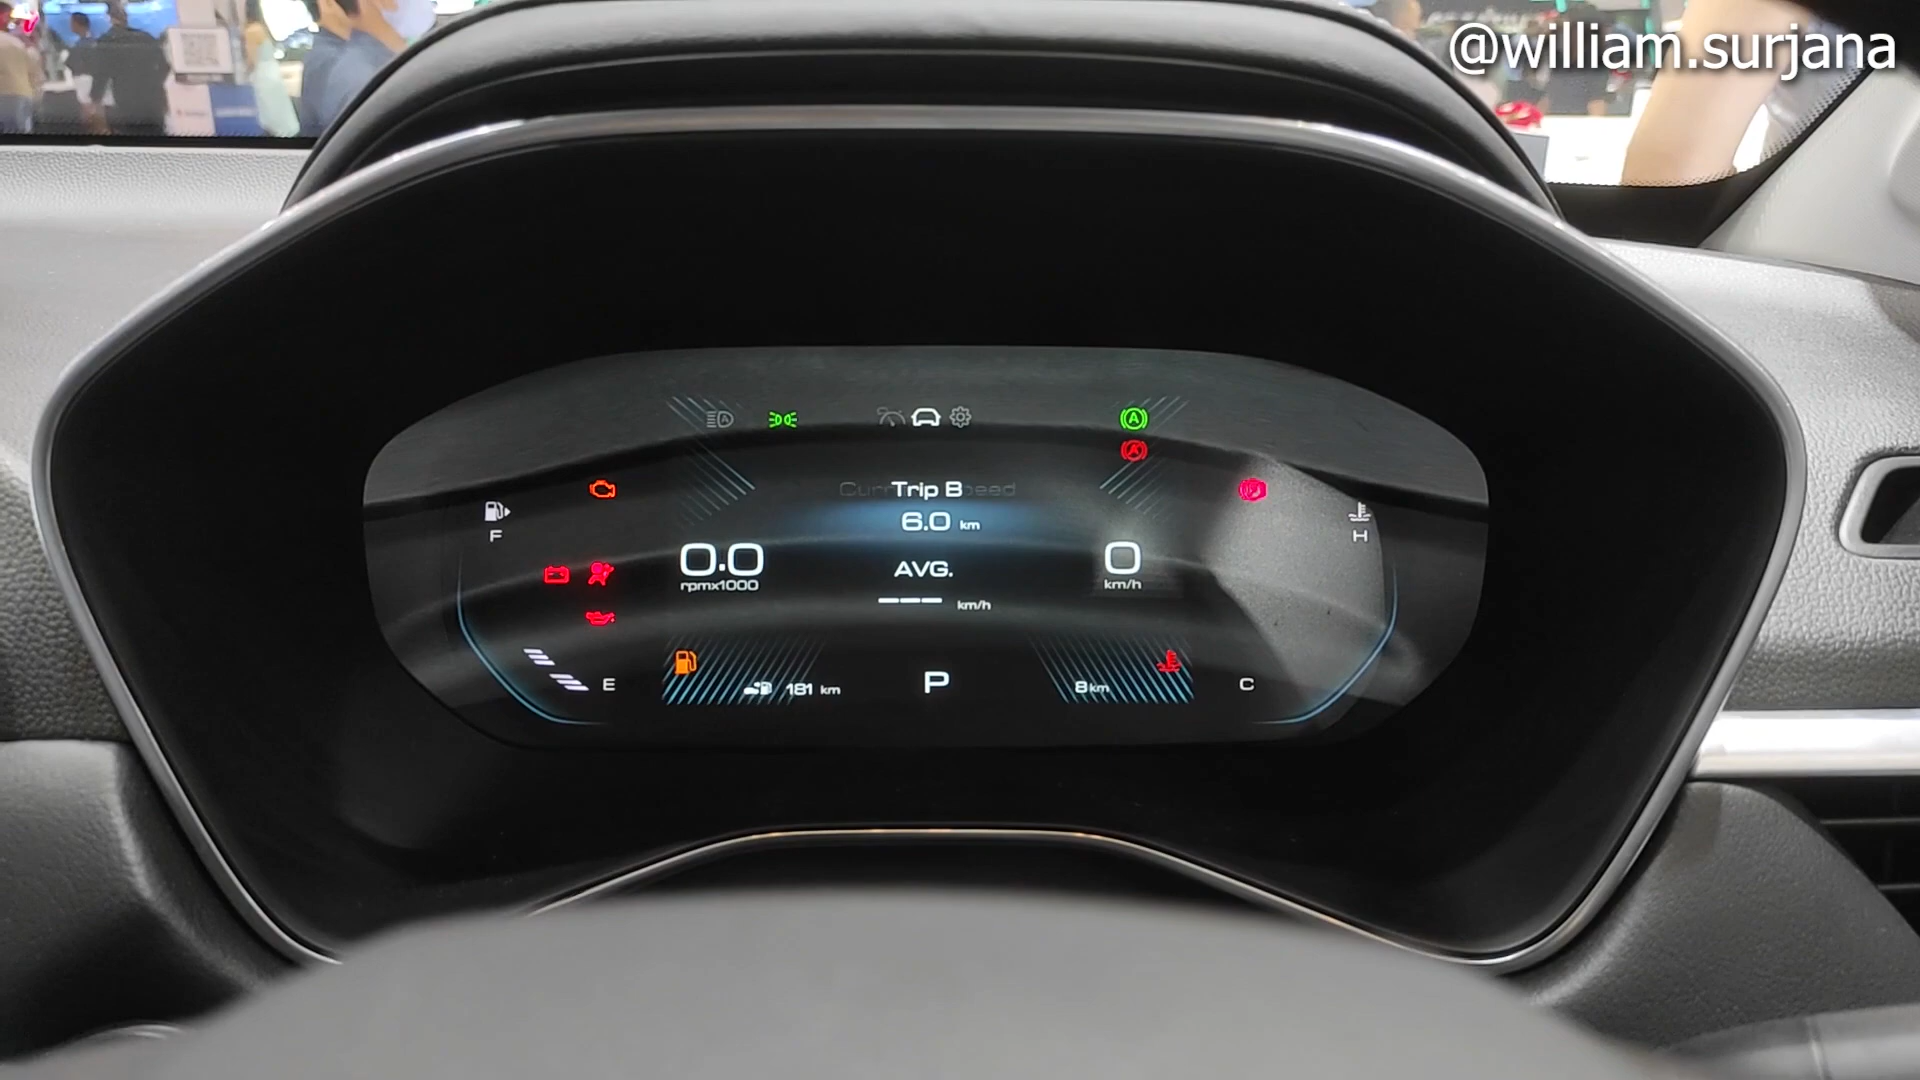 @william.surjana
Trip B
6.0 km
F
H
0.0
rpmx1000
AVG.
--- km/h
0
km/h
E
181 km
P
8km
C